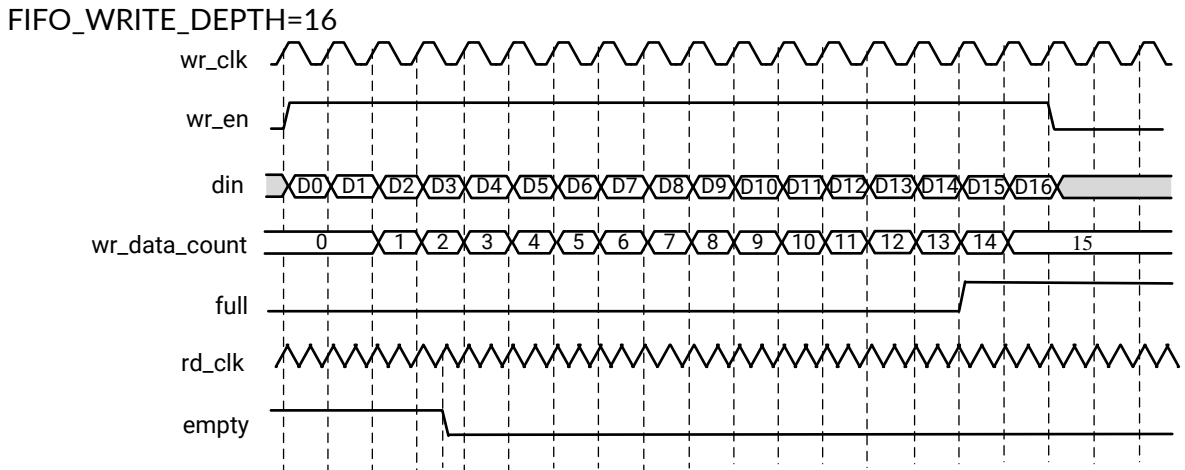 FIFO_WRITE_DEPTH=16
wr_clk
wr_en
din D0 D1 D2 D3 D4 D5 D6 D7 D8 D9 D10 D11 D12 D13 D14 D15 D16
wr_data_count 0 1 2 3 4 5 6 7 8 9 10 11 12 13 14 15
full
rd_clk
empty